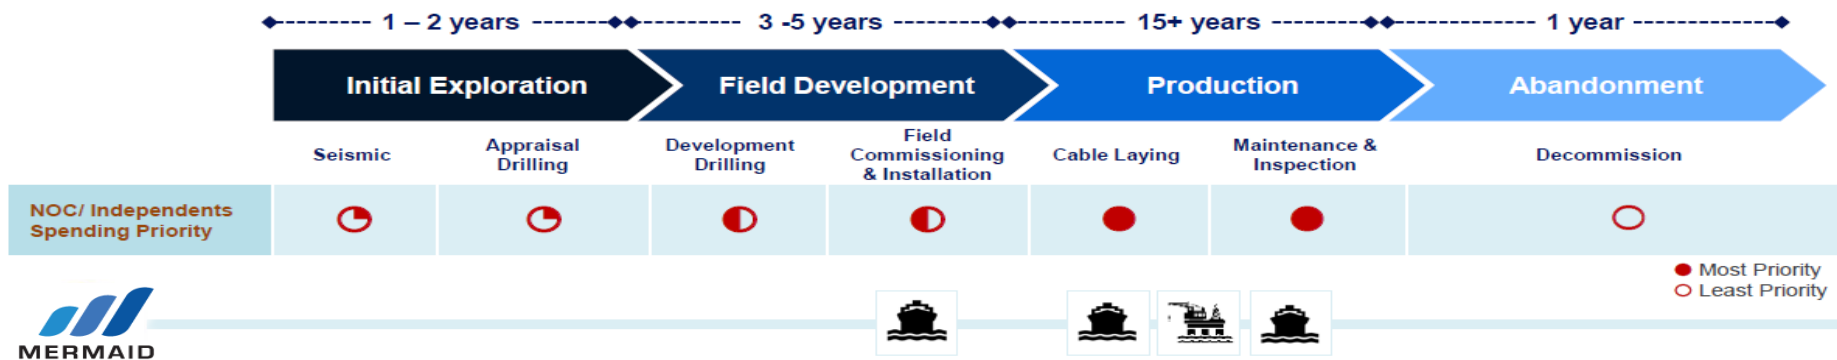 1 – 2 years
3 -5 years
15+ years
1 year
Initial Exploration
Field Development
Production
Abandonment
Seismic
Appraisal
Drilling
Development
Drilling
Field
Commissioning
& Installation
Cable Laying
Maintenance &
Inspection
Decommission
NOC/ Independents
Spending Priority
Most Priority
Least Priority
MERMAID